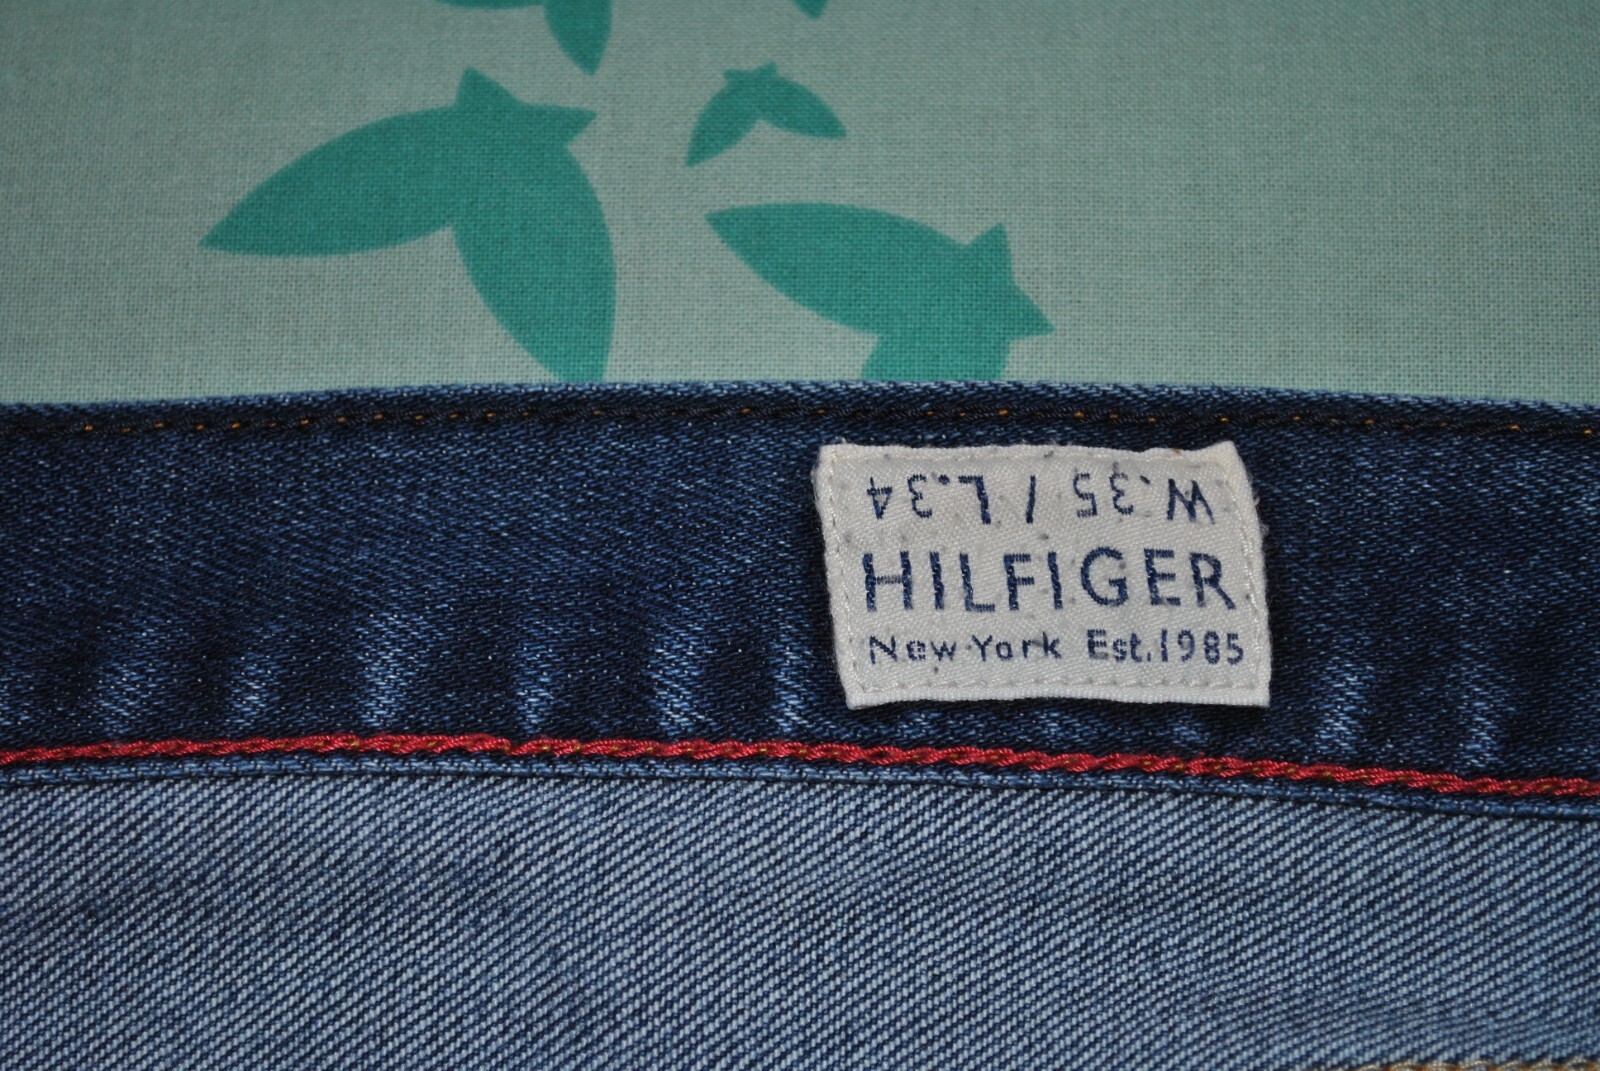 W.35 / L.34
HILFIGER
New York Est.1985